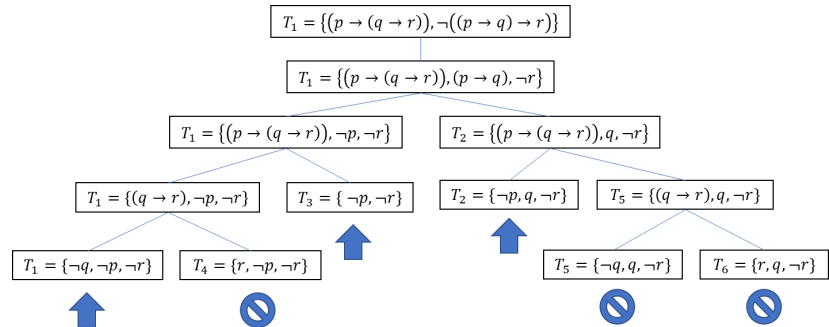 T₁ = {(p → (q → r)), ¬((p → q) → r)}
T₁ = {(p → (q → r)), (p → q), ¬r}
T₁ = {(p → (q → r)), ¬p, ¬r}
T₂ = {(p → (q → r)), q, ¬r}
T₁ = {(q → r), ¬p, ¬r}
T₃ = { ¬p, ¬r}
T₂ = {¬p, q, ¬r}
T₅ = {(q → r), q, ¬r}
T₁ = {¬q, ¬p, ¬r}
T₄ = {r, ¬p, ¬r}
T₅ = {¬q, q, ¬r}
T₆ = {r, q, ¬r}